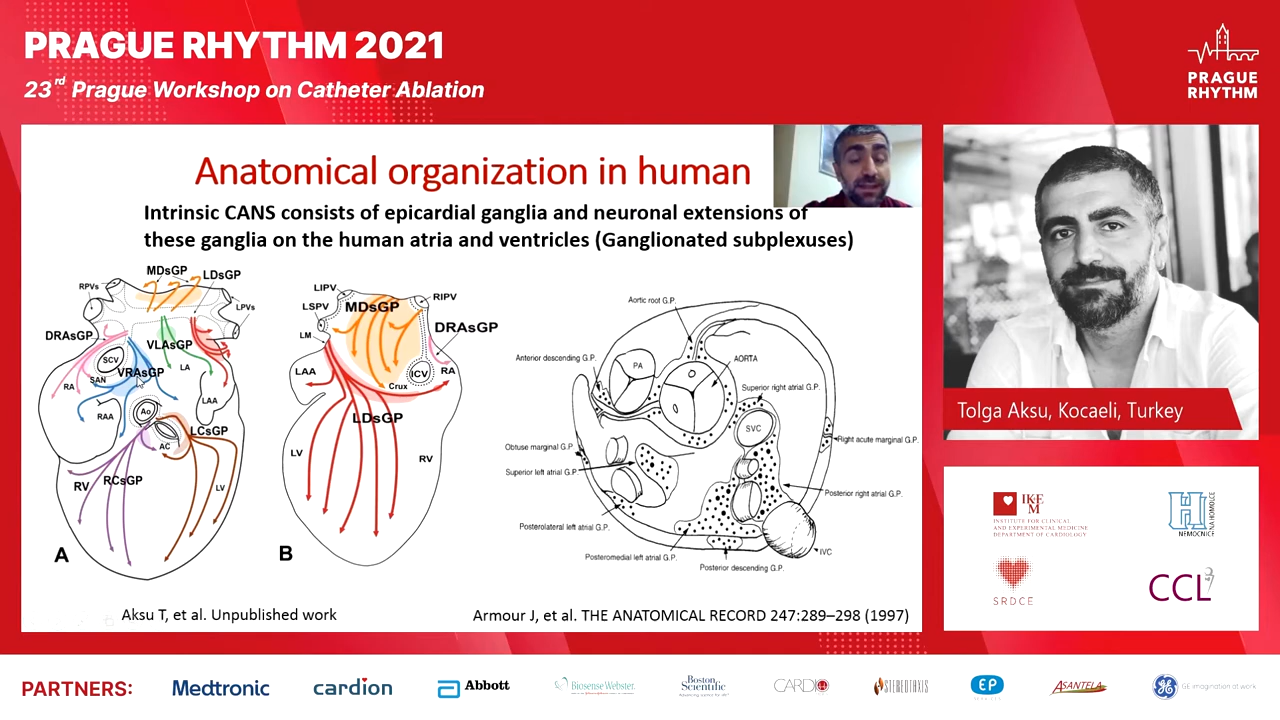 PRAGUE RHYTHM 2021
23rd Prague Workshop on Catheter Ablation
PRAGUE
RHYTHM
Anatomical organization in human
Intrinsic CANS consists of epicardial ganglia and neuronal extensions of
these ganglia on the human atria and ventricles (Ganglionated subplexuses)
MDsGP
LDsGP
RPVs
LPVs
DRAsGP
VLAsGP
SCV
VRAsGP
LA
SAN
RA
RAA
LAA
Ao
LCsGP
AC
RV
RCsGP
LV
A
LIPV
RIPV
LSPV
MDsGP
DRAsGP
LM
LAA
ICV
RA
Crux
LDsGP
LV
RV
B
Aortic root G.P.
Anterior descending G.P.
PA
AORTA
Superior right atrial G.P.
SVC
Right acute marginal G.P.
Obtuse marginal G.P.
Superior left atrial G.P.
Posterior right atrial G.P.
Posterolateral left atrial G.P.
Posteromedial left atrial G.P.
IVC
Posterior descending G.P.
Aksu T, et al. Unpublished work
Armour J, et al. THE ANATOMICAL RECORD 247:289–298 (1997)
Tolga Aksu, Kocaeli, Turkey
IKE
M
INSTITUTE FOR CLINICAL
AND EXPERIMENTAL MEDICINE
DEPARTMENT OF CARDIOLOGY
NEMOCNICE
NA HOMOLCE
SRDCE
CCL
PARTNERS:
Medtronic
cardion
Abbott
Biosense Webster
Boston
Scientific
CARDIO
STEREOTAXIS
EP
ASANTELA
GE imagination at work